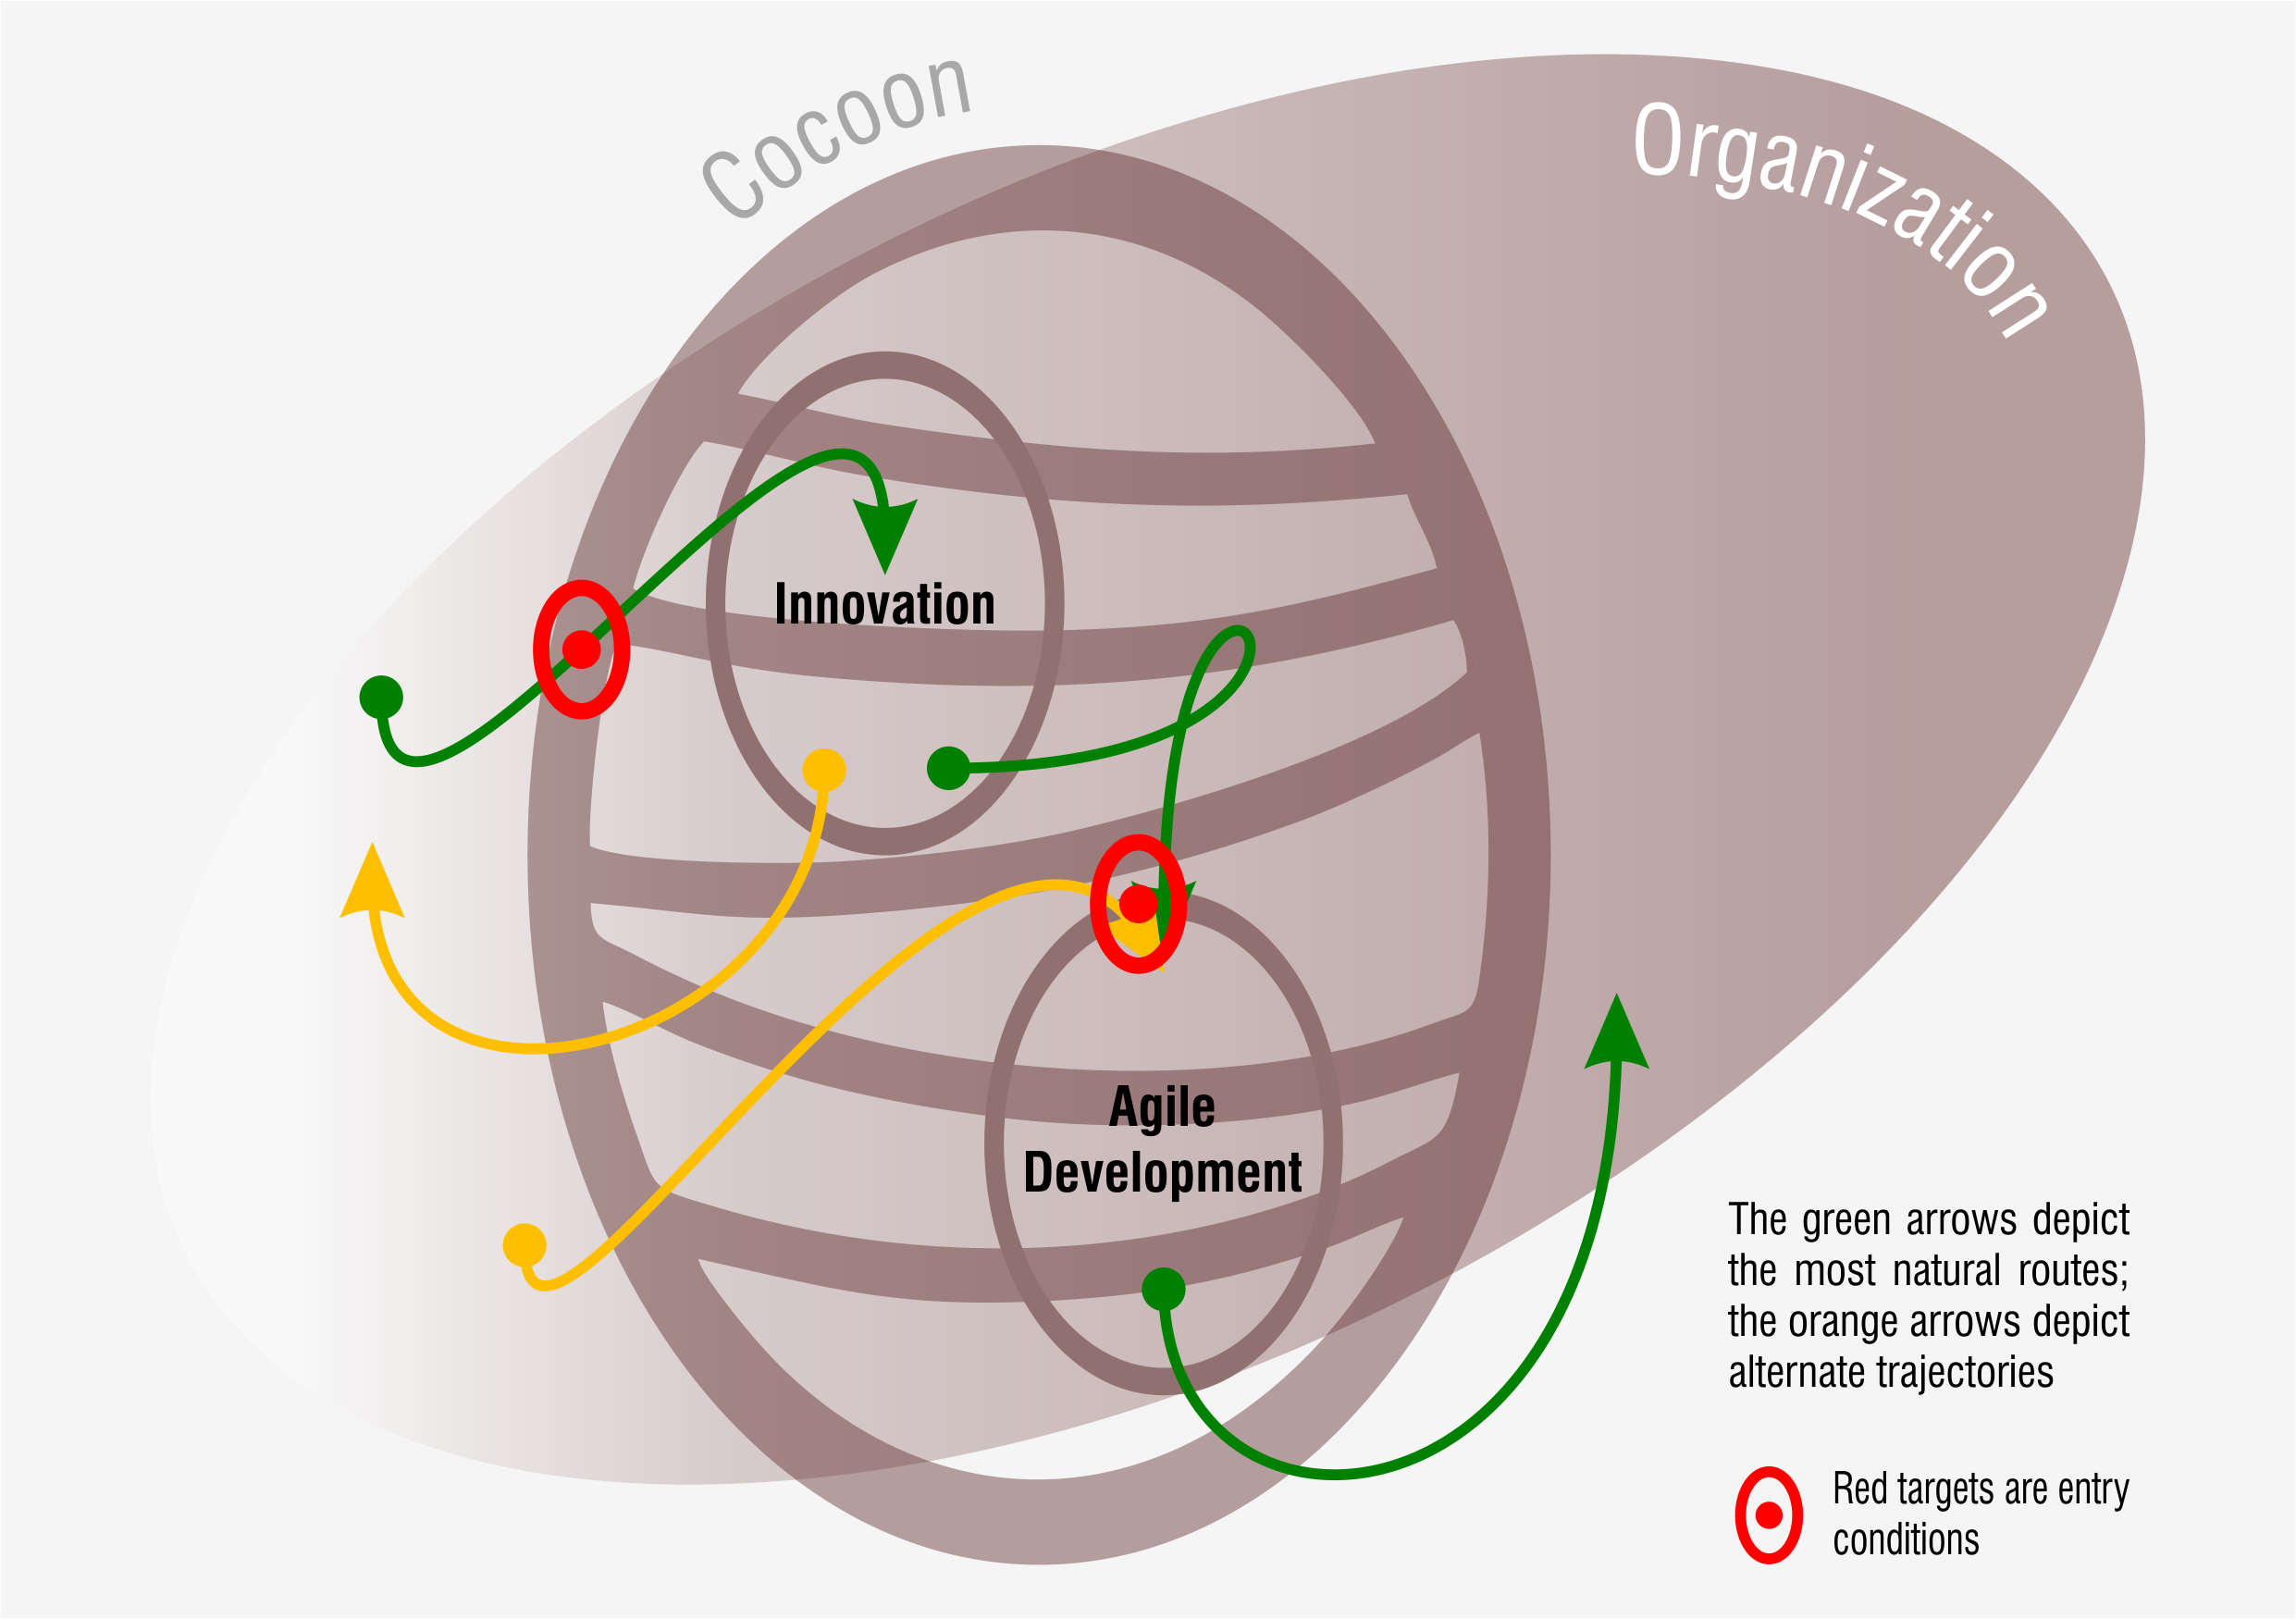 Cocoon
Organization
Innovation
Agile
Development
The green arrows depict
the most natural routes;
the orange arrows depict
alternate trajectories
Red targets are entry
conditions